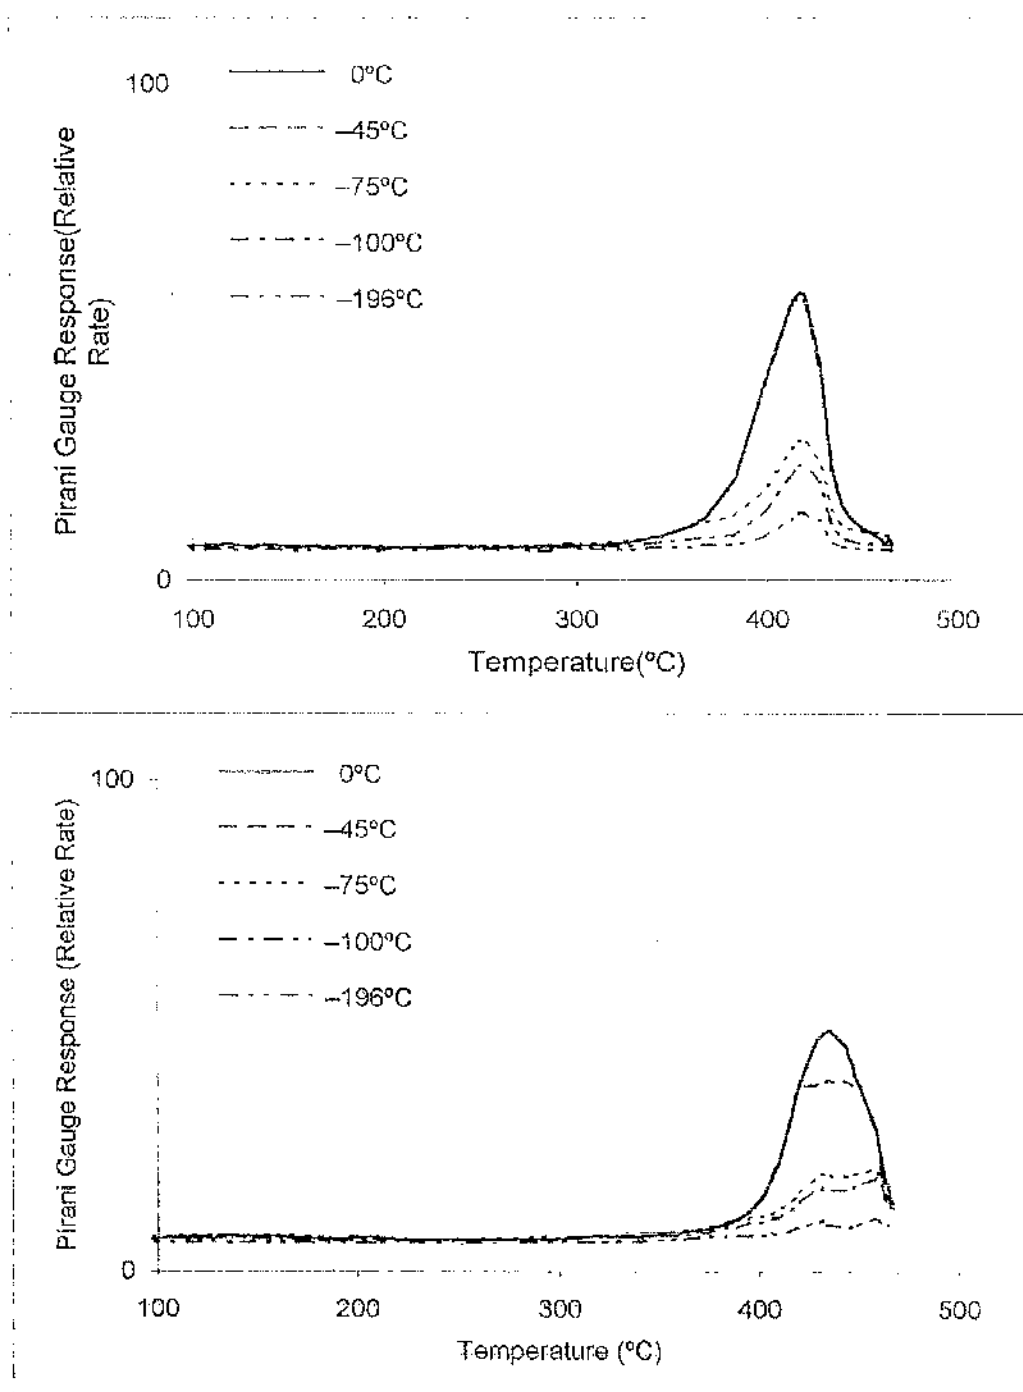 100
0°C
–45°C
–75°C
–100°C
–196°C
Pirani Gauge Response(Relative
Rate)
0
100
200
300
400
500
Temperature(°C)
100
0°C
–45°C
–75°C
–100°C
–196°C
Pirani Gauge Response (Relative Rate)
0
100
200
300
400
500
Temperature (°C)